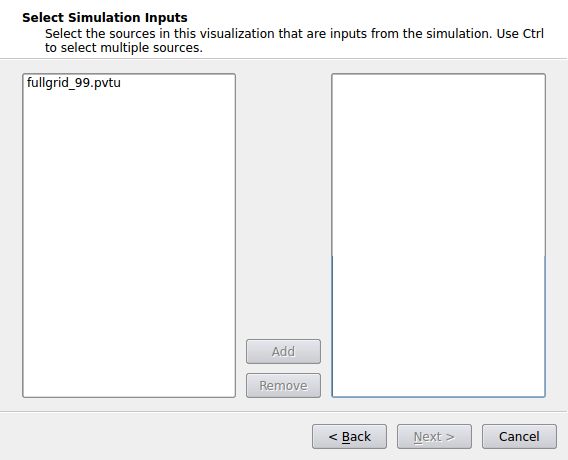 Select Simulation Inputs
Select the sources in this visualization that are inputs from the simulation. Use Ctrl
to select multiple sources.
fullgrid_99.pvtu
Add
Remove
< Back
Next >
Cancel